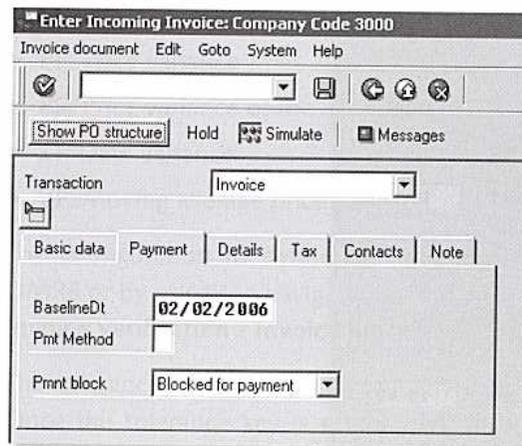 Enter Incoming Invoice: Company Code 3000
Invoice document Edit Goto System Help
Show PO structure Hold Simulate Messages
Transaction Invoice
Basic data Payment Details Tax Contacts Note
BaselineDt 02/02/2006
Pmt Method
Pmnt block Blocked for payment